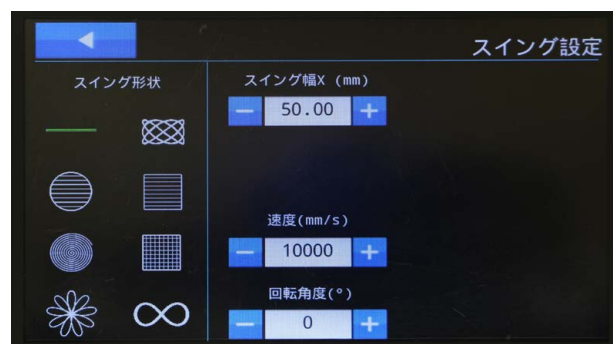 スイング設定
スイング形状
スイング幅X (mm)
50.00
速度(mm/s)
10000
回転角度(°)
0